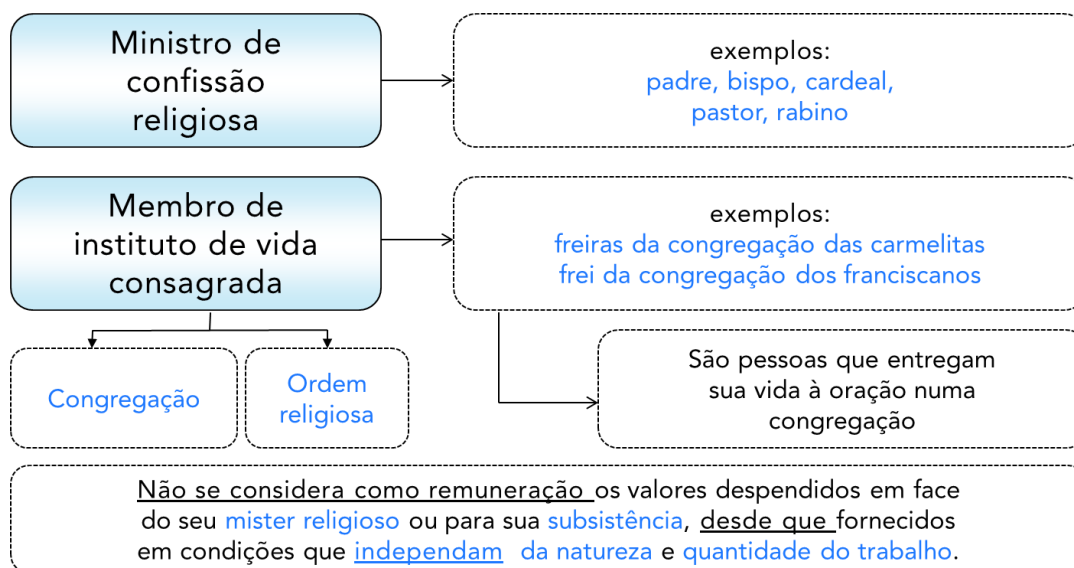 Ministro de
confissão
religiosa
exemplos:
padre, bispo, cardeal,
pastor, rabino
Membro de
instituto de vida
consagrada
exemplos:
freiras da congregação das carmelitas
frei da congregação dos franciscanos
Congregação
Ordem
religiosa
São pessoas que entregam
sua vida à oração numa
congregação
Não se considera como remuneração os valores despendidos em face
do seu mister religioso ou para sua subsistência, desde que fornecidos
em condições que independam da natureza e quantidade do trabalho.